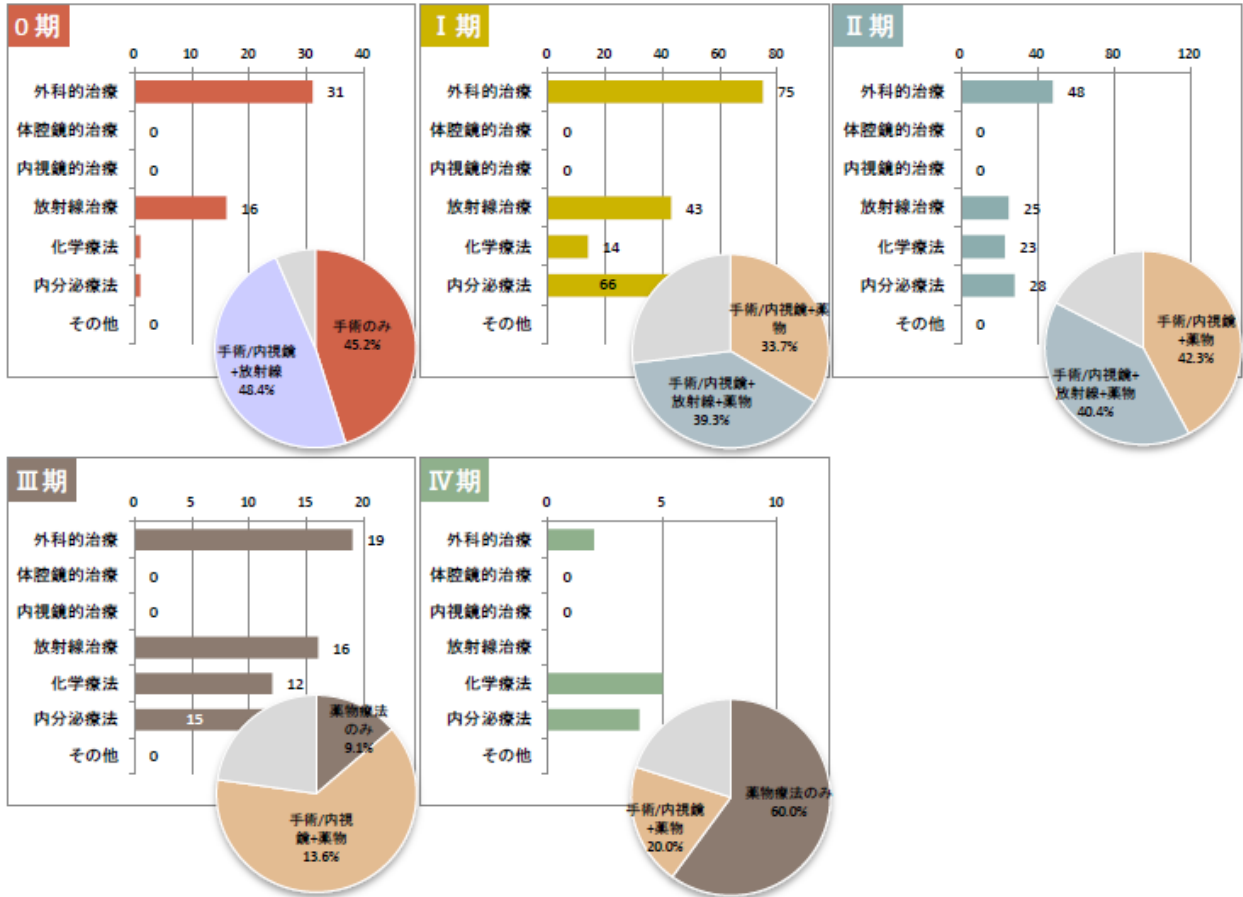 0期
0 10 20 30 40
外科的治療 31
体腔鏡的治療 0
内視鏡的治療 0
放射線治療 16
化学療法
内分泌療法
その他 0
手術のみ
45.2%
手術/内視鏡
+放射線
48.4%
Ⅰ期
0 20 40 60 80
外科的治療 75
体腔鏡的治療 0
内視鏡的治療 0
放射線治療 43
化学療法 14
内分泌療法 66
その他
手術/内視鏡+薬
物
33.7%
手術/内視鏡+
放射線+薬物
39.3%
Ⅱ期
0 40 80 120
外科的治療 48
体腔鏡的治療 0
内視鏡的治療 0
放射線治療 25
化学療法 23
内分泌療法 28
その他 0
手術/内視鏡
+薬物
42.3%
手術/内視鏡+
放射線+薬物
40.4%
Ⅲ期
0 5 10 15 20
外科的治療 19
体腔鏡的治療 0
内視鏡的治療 0
放射線治療 16
化学療法 12
内分泌療法 15
その他 0
薬物療法
のみ
9.1%
手術/内視
鏡+薬物
13.6%
Ⅳ期
0 5 10
外科的治療
体腔鏡的治療 0
内視鏡的治療 0
放射線治療
化学療法
内分泌療法
その他
薬物療法のみ
60.0%
手術/内視鏡
+薬物
20.0%